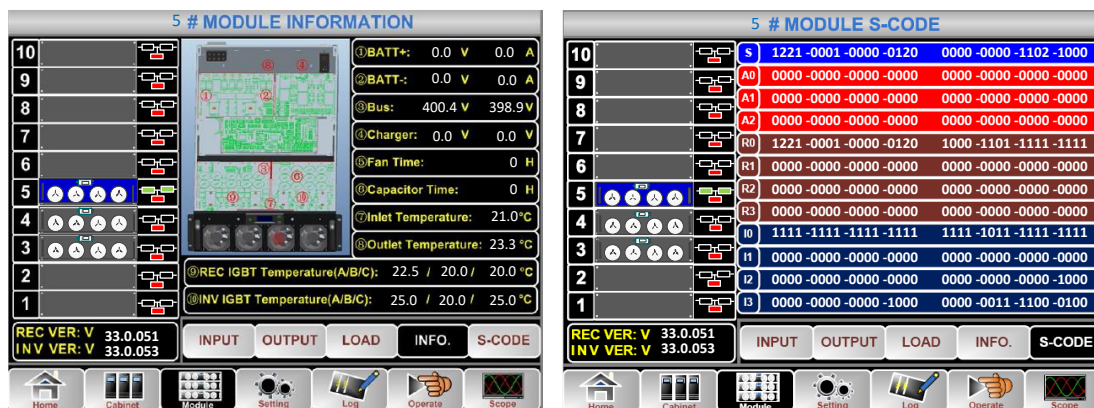 5 # MODULE INFORMATION
10
9
8
7
6
5
4
3
2
1
①BATT+: 0.0 V 0.0 A
②BATT-: 0.0 V 0.0 A
③Bus: 400.4 V 398.9 V
④Charger: 0.0 V 0.0 V
⑤Fan Time: 0 H
⑥Capacitor Time: 0 H
⑦Inlet Temperature: 21.0°C
⑧Outlet Temperature: 23.3 °C
⑨REC IGBT Temperature(A/B/C): 22.5 / 20.0 / 20.0 °C
⑩INV IGBT Temperature(A/B/C): 25.0 / 20.0 / 25.0 °C
⑧ ④
① ②
③ ⑥
⑨ ⑩
⑦
REC VER: V 33.0.051
INV VER: V 33.0.053
INPUT OUTPUT LOAD INFO. S-CODE
Home Cabinet Module Setting Log Operate Scope
5 # MODULE S-CODE
10
9
8
7
6
5
4
3
2
1
S 1221 -0001 -0000 -0120 0000 -0000 -1102 -1000
A0 0000 -0000 -0000 -0000 0000 -0000 -0000 -0000
A1 0000 -0000 -0000 -0000 0000 -0000 -0000 -0000
A2 0000 -0000 -0000 -0000 0000 -0000 -0000 -0000
R0 1221 -0001 -0000 -0120 1000 -1101 -1111 -1111
R1 0000 -0000 -0000 -0000 0000 -0000 -0000 -0000
R2 0000 -0000 -0000 -0000 0000 -0000 -0000 -0000
R3 0000 -0000 -0000 -0000 0000 -0000 -0000 -0000
I0 1111 -1111 -1111 -1111 1111 -1011 -1111 -1111
I1 0000 -0000 -0000 -0000 0000 -0000 -0000 -0000
I2 0000 -0000 -0000 -0000 0000 -0000 -0000 -1000
I3 0000 -0000 -0000 -1000 0000 -0011 -1100 -0100
REC VER: V 33.0.051
INV VER: V 33.0.053
INPUT OUTPUT LOAD INFO. S-CODE
Home Cabinet Module Setting Log Operate Scope